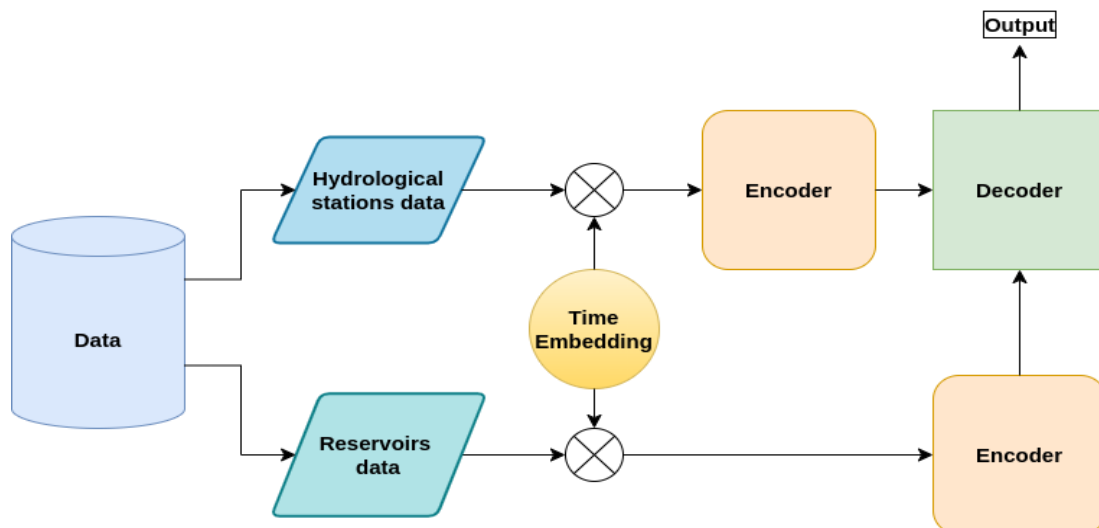 Output
Hydrological
stations data
Encoder
Decoder
Data
Time
Embedding
Reservoirs
data
Encoder